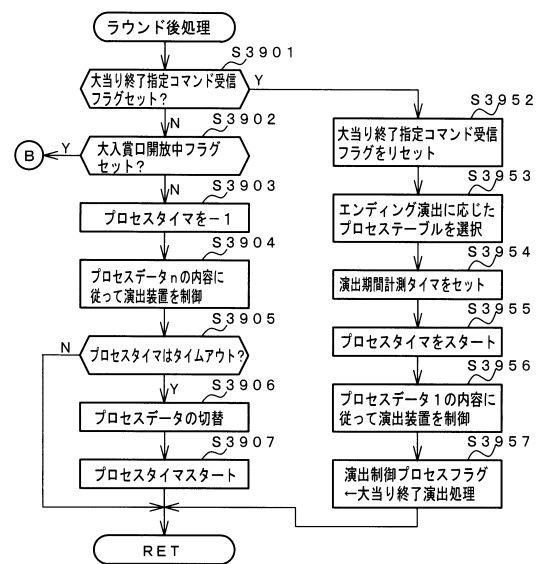 ラウンド後処理
S3901
大当り終了指定コマンド受信
フラグセット?
Y
N
S3902
大入賞口開放中フラグ
セット?
Y
B
N
S3903
プロセスタイマを-1
S3904
プロセスデータnの内容に
従って演出装置を制御
S3905
プロセスタイマはタイムアウト?
N
Y
S3906
プロセスデータの切替
S3907
プロセスタイマスタート
RET
S3952
大当り終了指定コマンド受信
フラグをリセット
S3953
エンディング演出に応じた
プロセステーブルを選択
S3954
演出期間計測タイマをセット
S3955
プロセスタイマをスタート
S3956
プロセスデータ1の内容に
従って演出装置を制御
S3957
演出制御プロセスフラグ
←大当り終了演出処理